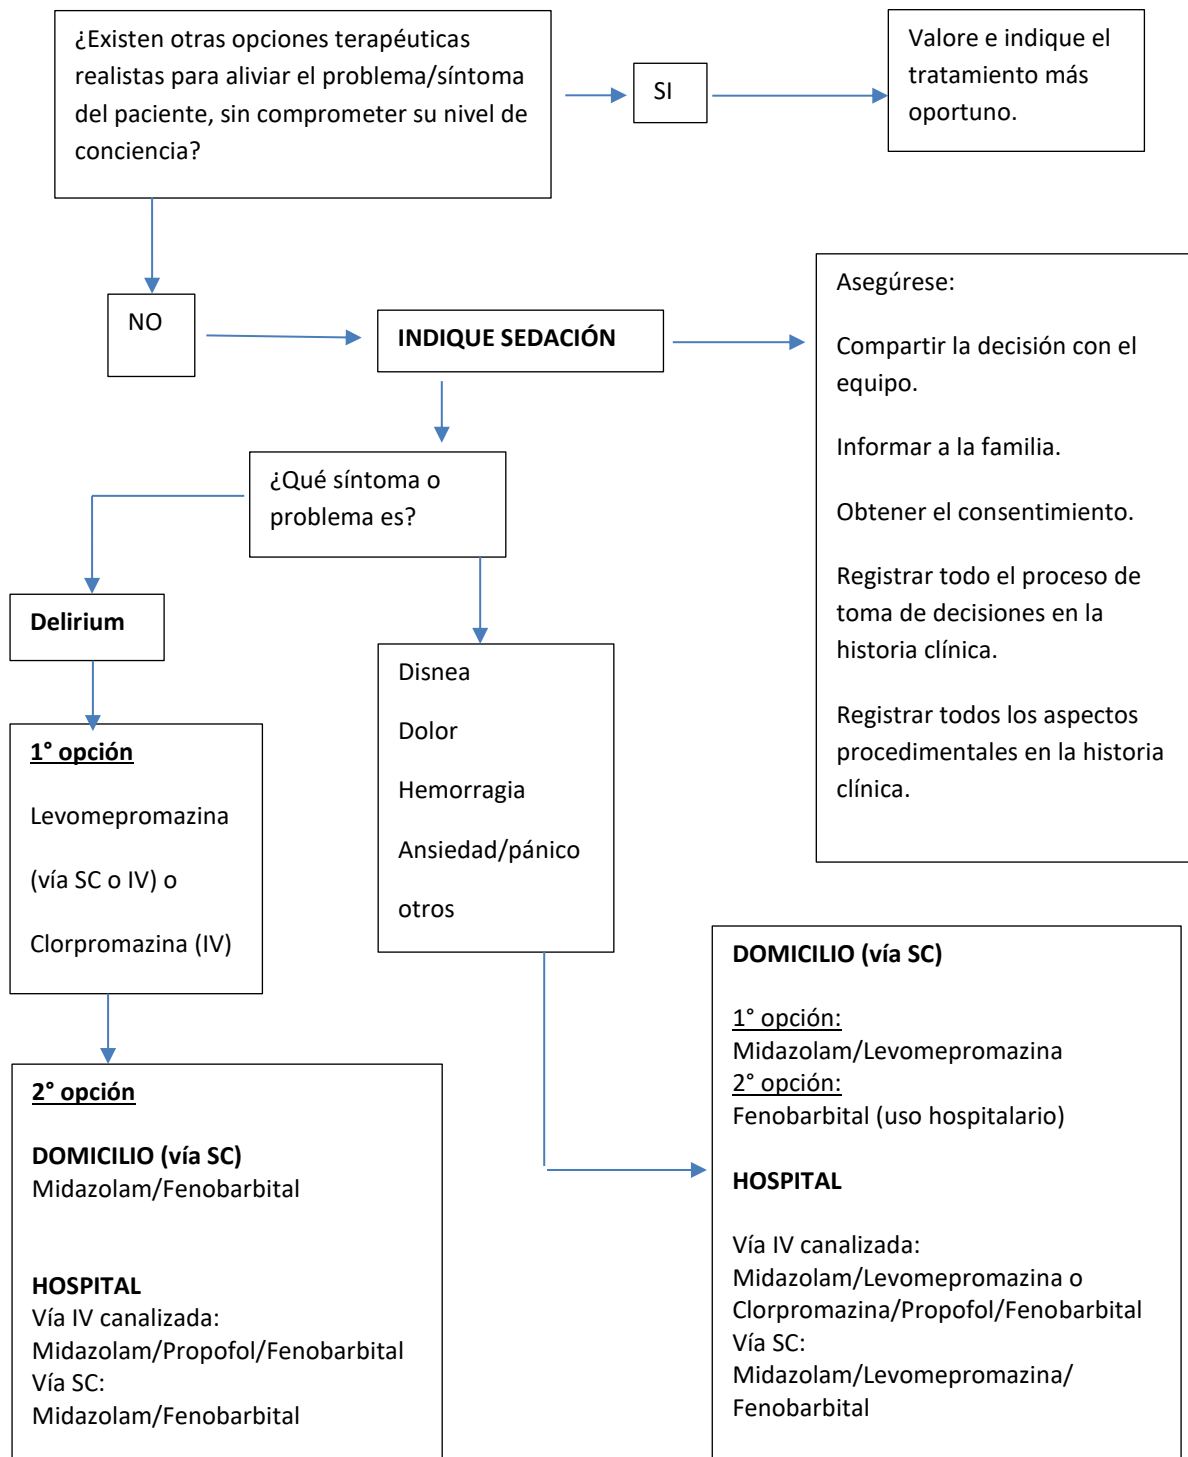 ¿Existen otras opciones terapéuticas
realistas para aliviar el problema/síntoma
del paciente, sin comprometer su nivel de
conciencia?
SI
Valore e indique el
tratamiento más
oportuno.
NO
INDIQUE SEDACIÓN
Asegúrese:
Compartir la decisión con el
equipo.
Informar a la familia.
Obtener el consentimiento.
Registrar todo el proceso de
toma de decisiones en la
historia clínica.
Registrar todos los aspectos
procedimentales en la historia
clínica.
¿Qué síntoma o
problema es?
Delirium
1° opción
Levomepromazina
(vía SC o IV) o
Clorpromazina (IV)
Disnea
Dolor
Hemorragia
Ansiedad/pánico
otros
2° opción
DOMICILIO (vía SC)
Midazolam/Fenobarbital
HOSPITAL
Vía IV canalizada:
Midazolam/Propofol/Fenobarbital
Vía SC:
Midazolam/Fenobarbital
DOMICILIO (vía SC)
1° opción:
Midazolam/Levomepromazina
2° opción:
Fenobarbital (uso hospitalario)
HOSPITAL
Vía IV canalizada:
Midazolam/Levomepromazina o
Clorpromazina/Propofol/Fenobarbital
Vía SC:
Midazolam/Levomepromazina/
Fenobarbital